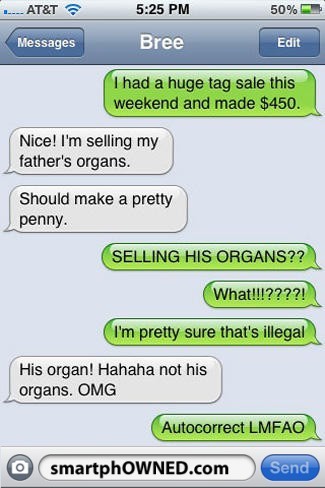 AT&T 5:25 PM 50%
Messages Bree Edit
I had a huge tag sale this
weekend and made $450.
Nice! I'm selling my
father's organs.
Should make a pretty
penny.
SELLING HIS ORGANS??
What!!!????!
I'm pretty sure that's illegal
His organ! Hahaha not his
organs. OMG
Autocorrect LMFAO
smartphOWNED.com Send